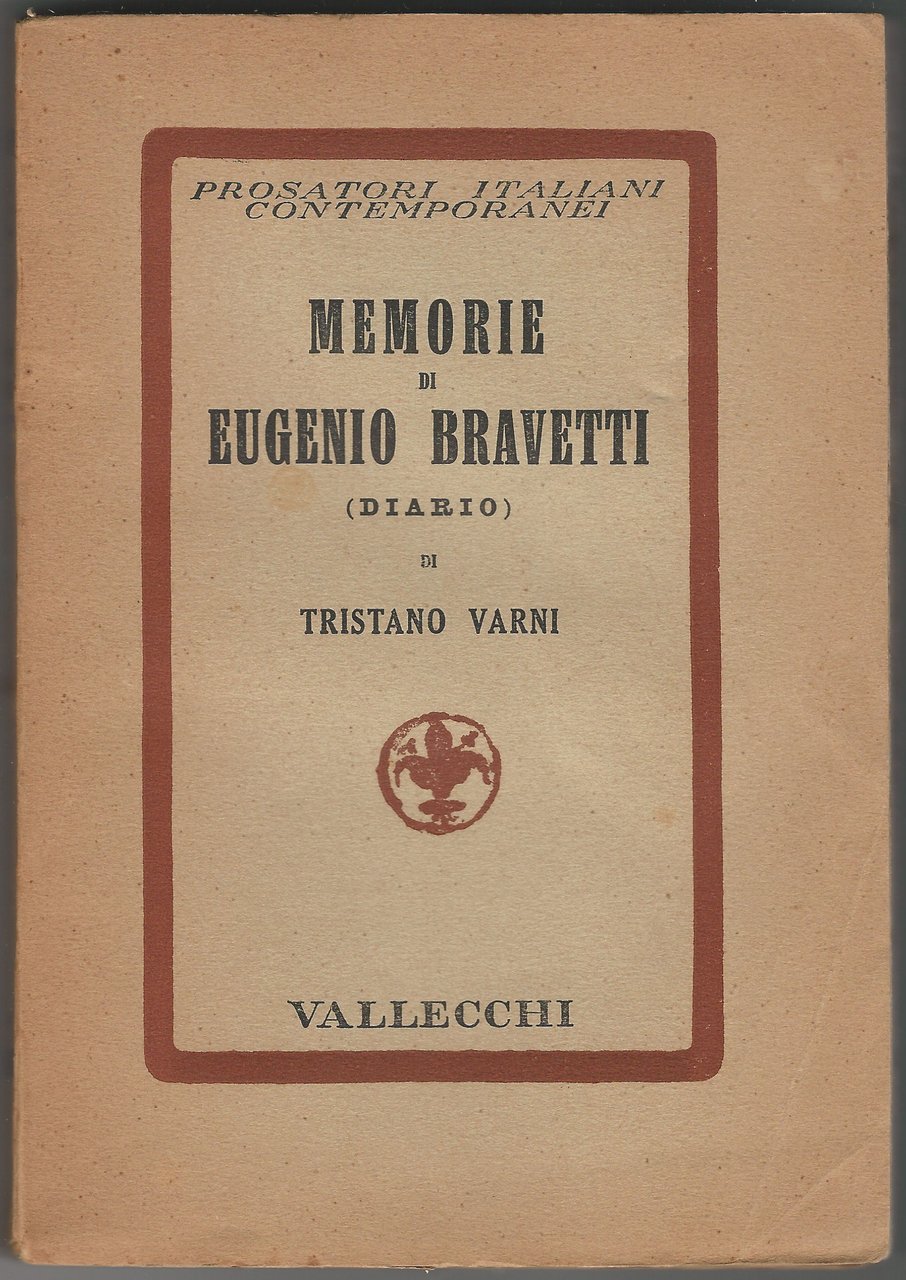 PROSATORI ITALIANI
CONTEMPORANEI
MEMORIE
DI
EUGENIO BRAVETTI
(DIARIO)
DI
TRISTANO VARNI
VALLECCHI